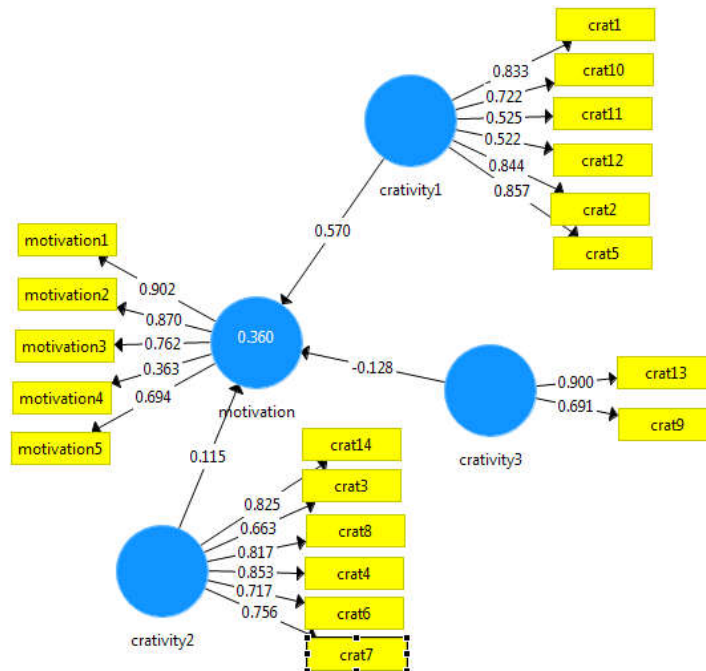 crat1
0.833
crat10
0.722
crat11
0.525
0.522
crat12
0.844
0.857
crat2
crat5
crativity1
0.570
motivation1
0.902
motivation2
0.870
motivation3
0.762
0.363
motivation4
0.694
motivation5
0.360
motivation
-0.128
0.900
crat13
0.691
crat9
crativity3
0.115
crat14
0.825
crat3
0.663
crat8
0.817
0.853
crat4
0.717
crat6
0.756
crat7
crativity2